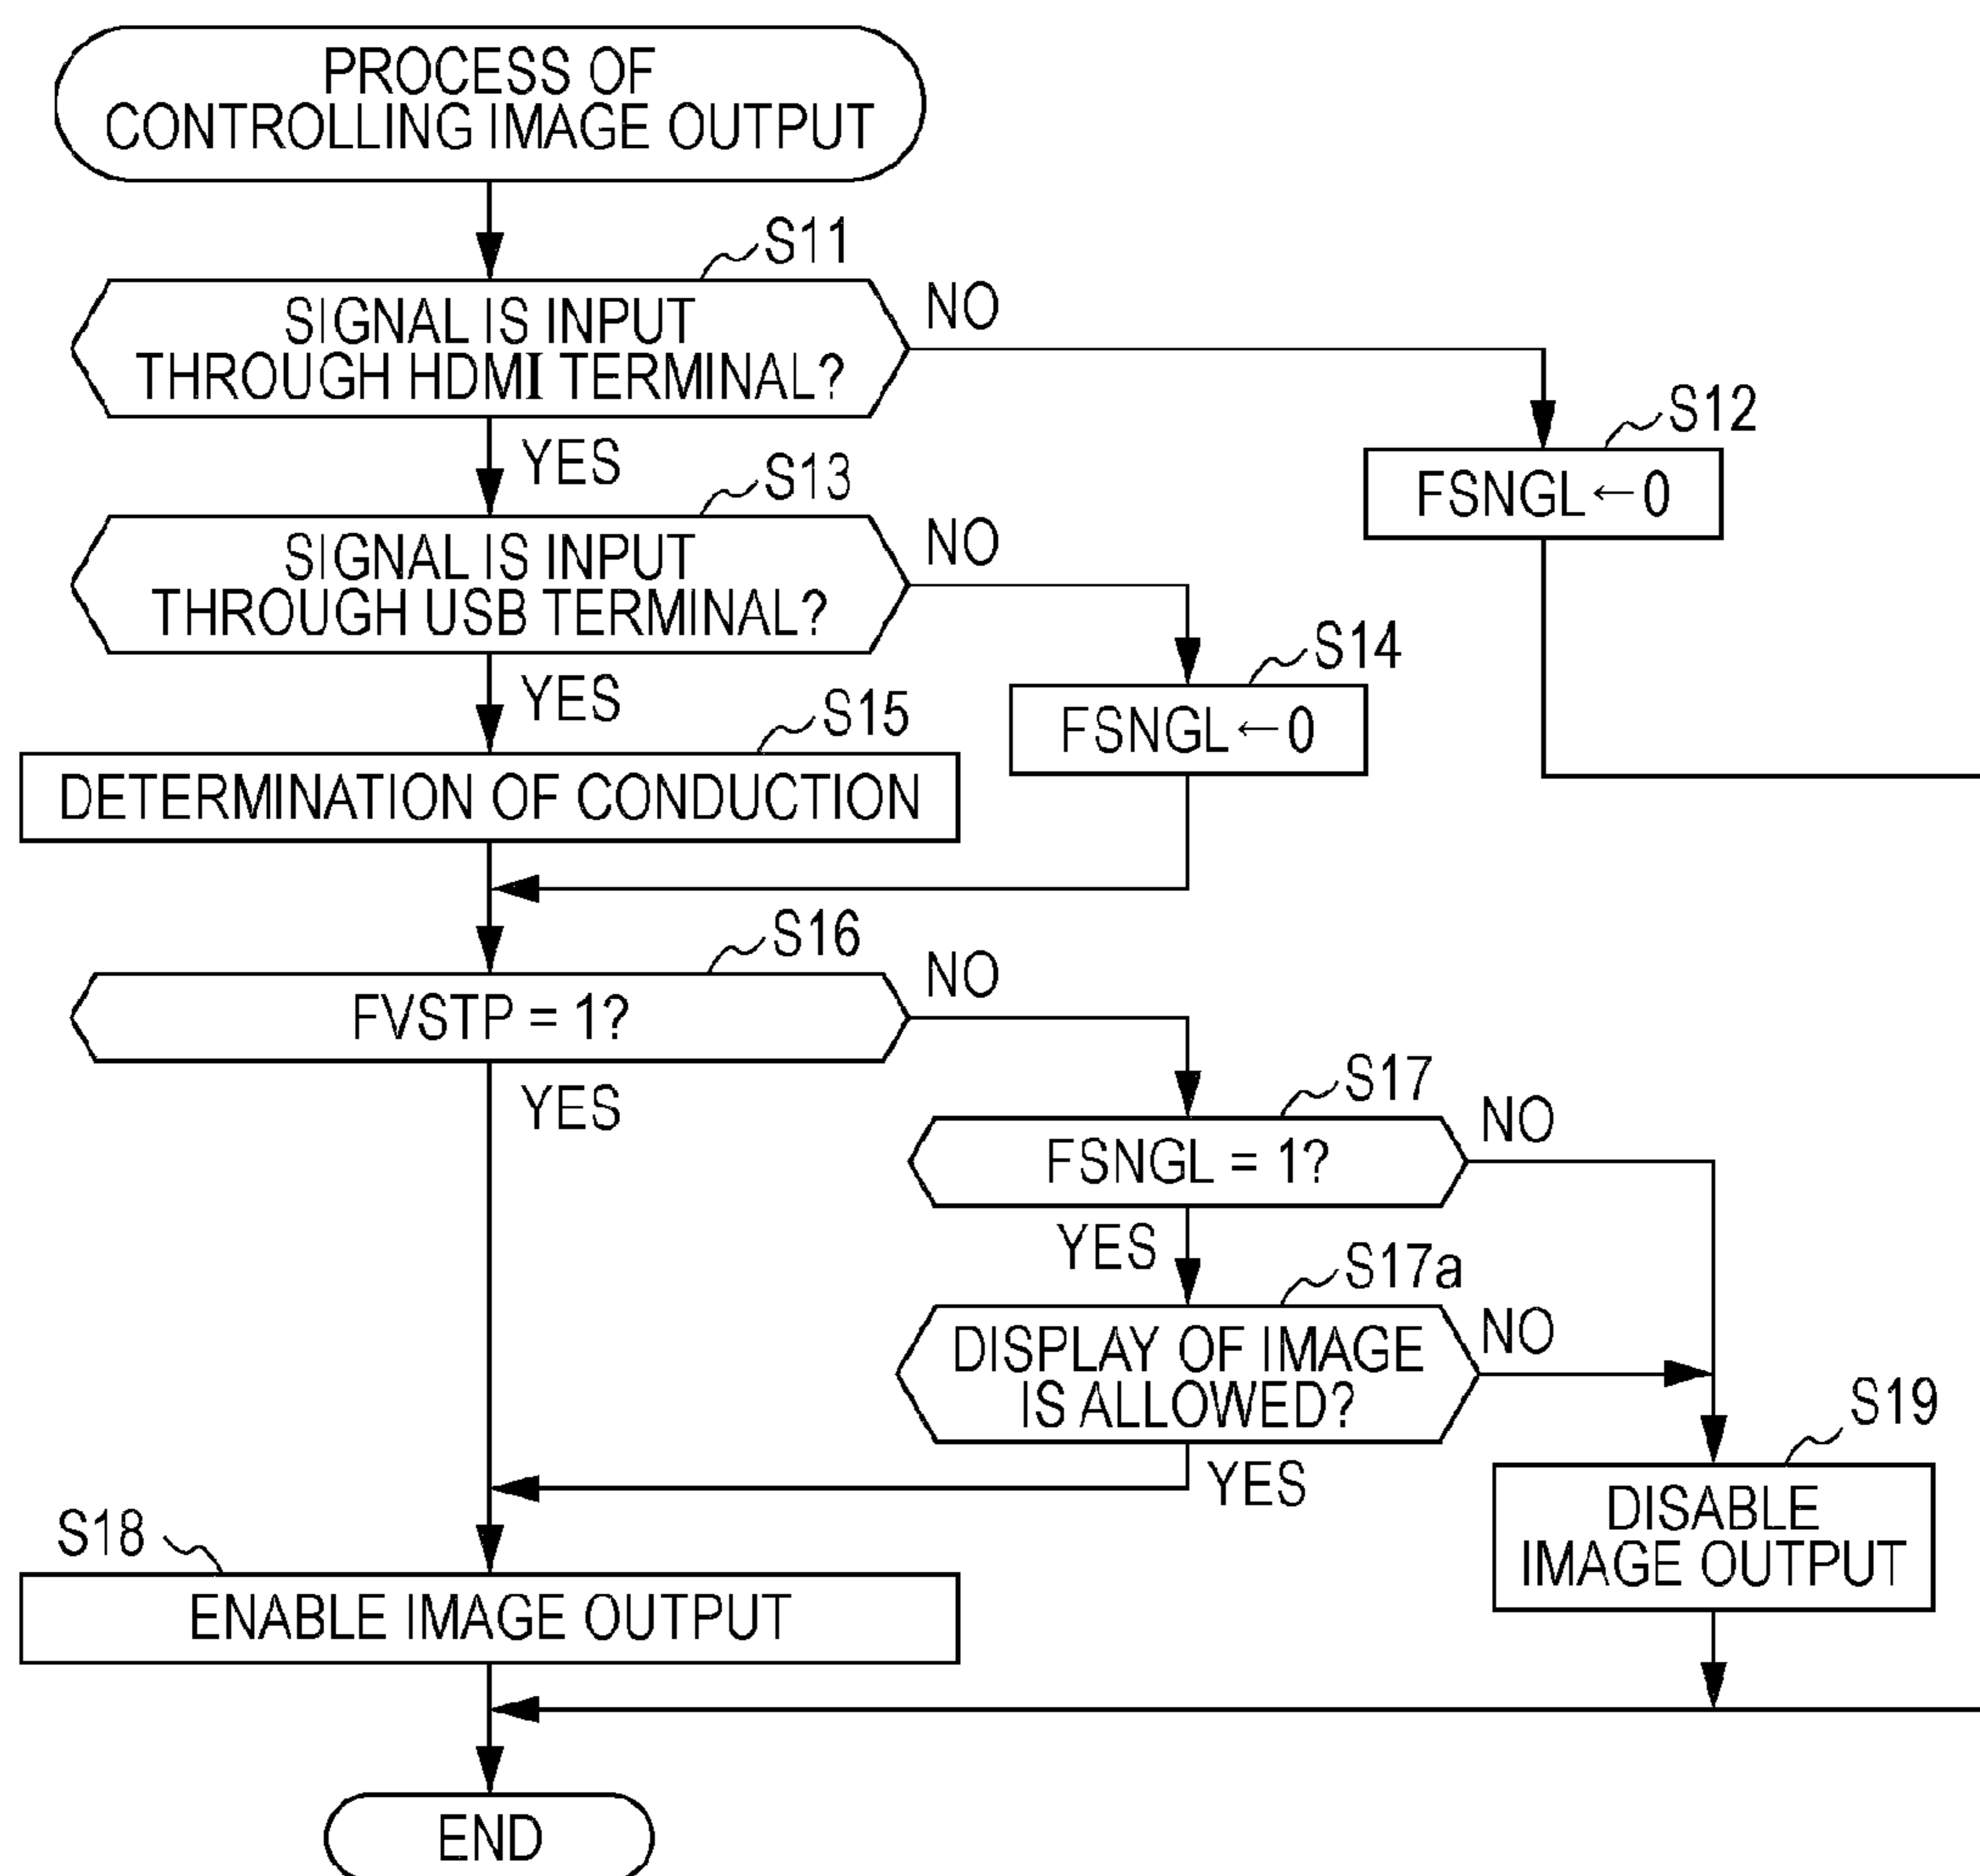 PROCESS OF
CONTROLLING IMAGE OUTPUT
S11
SIGNAL IS INPUT
THROUGH HDMI TERMINAL?
NO
YES
S12
FSNGL←0
S13
SIGNAL IS INPUT
THROUGH USB TERMINAL?
NO
YES
S14
FSNGL←0
S15
DETERMINATION OF CONDUCTION
S16
FVSTP = 1?
NO
YES
S17
FSNGL = 1?
NO
YES
S17a
DISPLAY OF IMAGE
IS ALLOWED?
NO
YES
S19
DISABLE
IMAGE OUTPUT
S18
ENABLE IMAGE OUTPUT
END